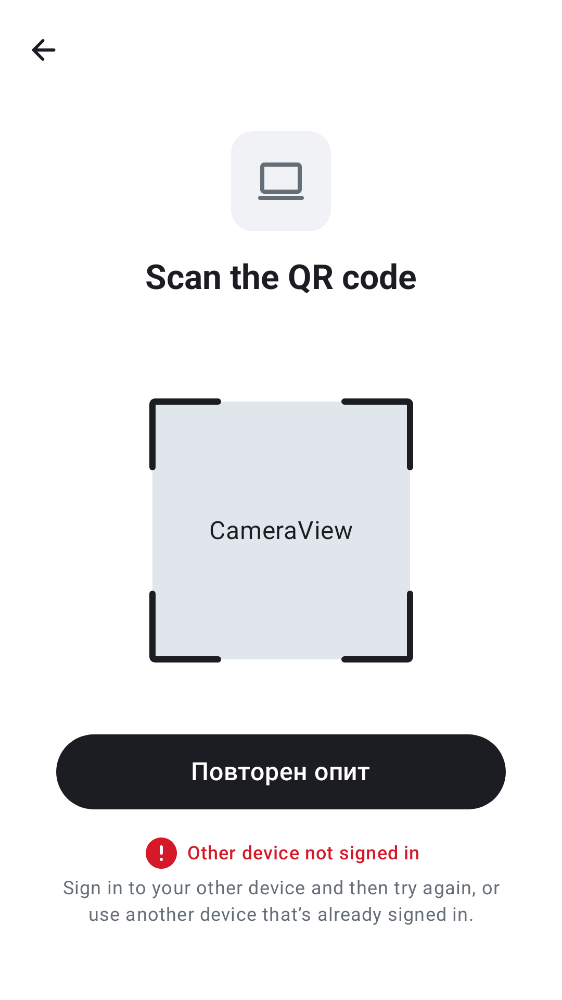 Scan the QR code
CameraView
Повторен опит
Other device not signed in
Sign in to your other device and then try again, or
use another device that’s already signed in.